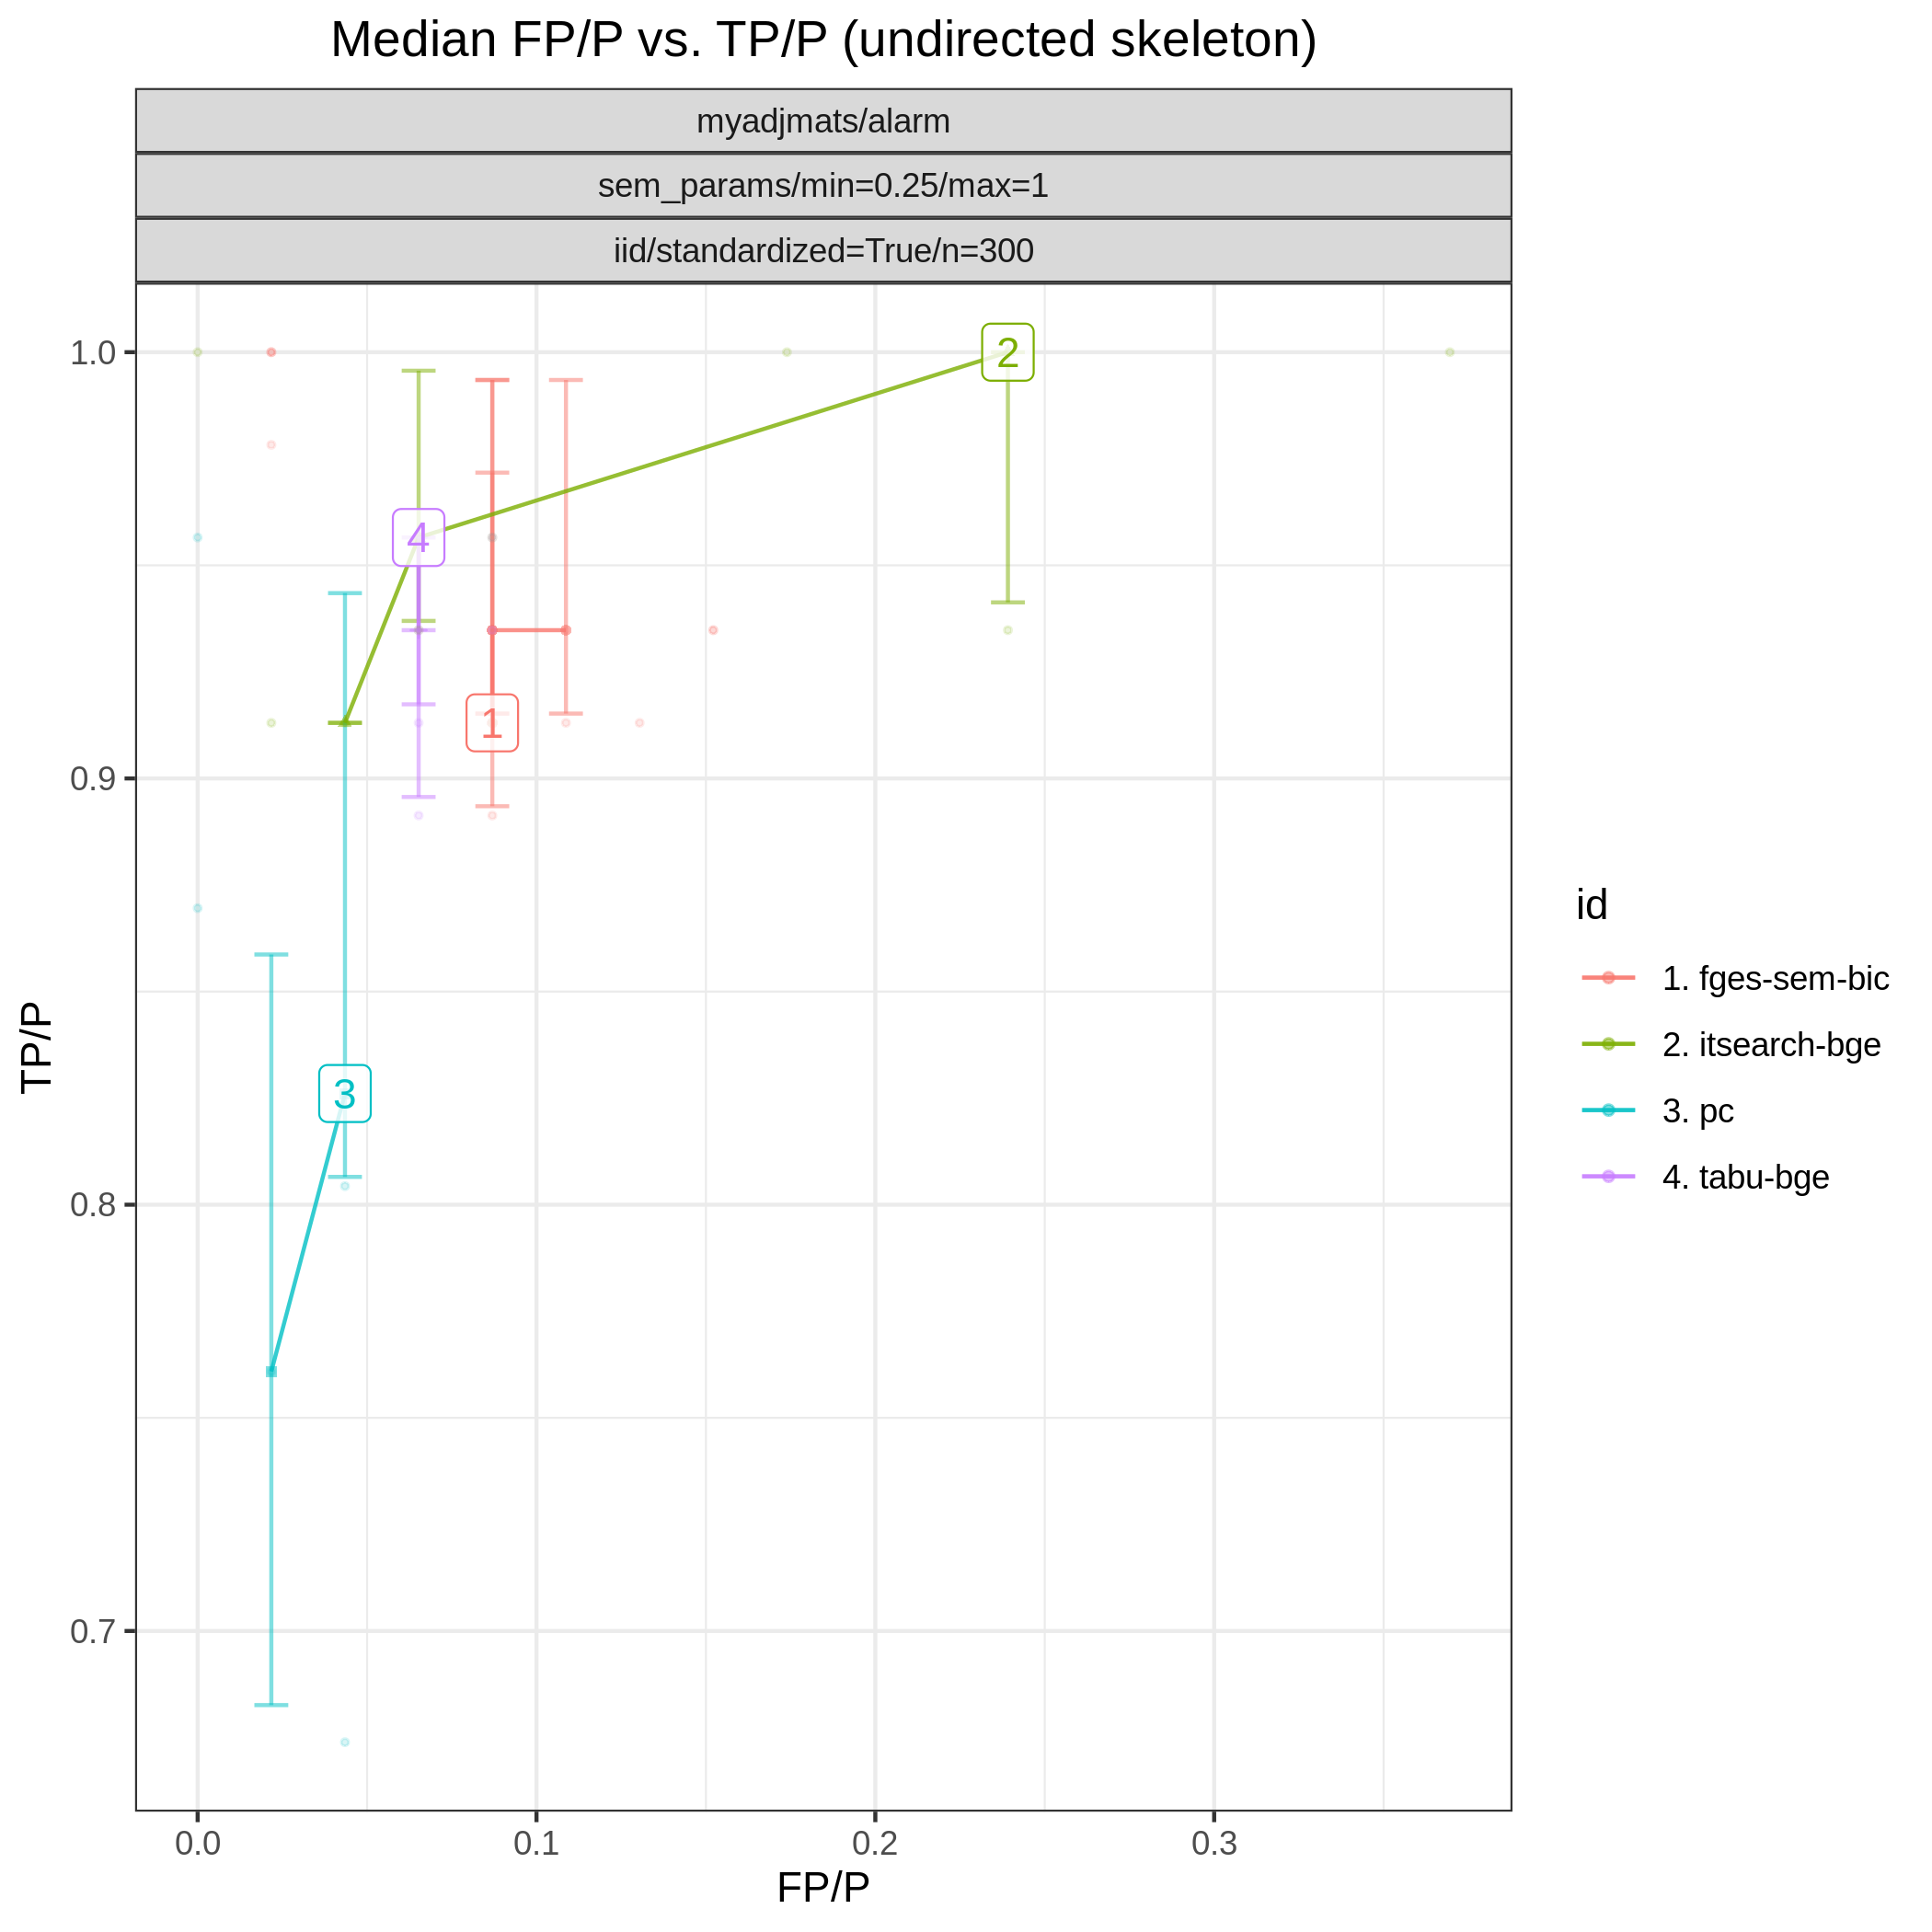 Median FP/P vs. TP/P (undirected skeleton)
myadjmats/alarm
sem_params/min=0.25/max=1
iid/standardized=True/n=300
1.0
0.9
0.8
0.7
TP/P
2
4
1
3
0.0
0.1
0.2
0.3
FP/P
id
1. fges-sem-bic
2. itsearch-bge
3. pc
4. tabu-bge